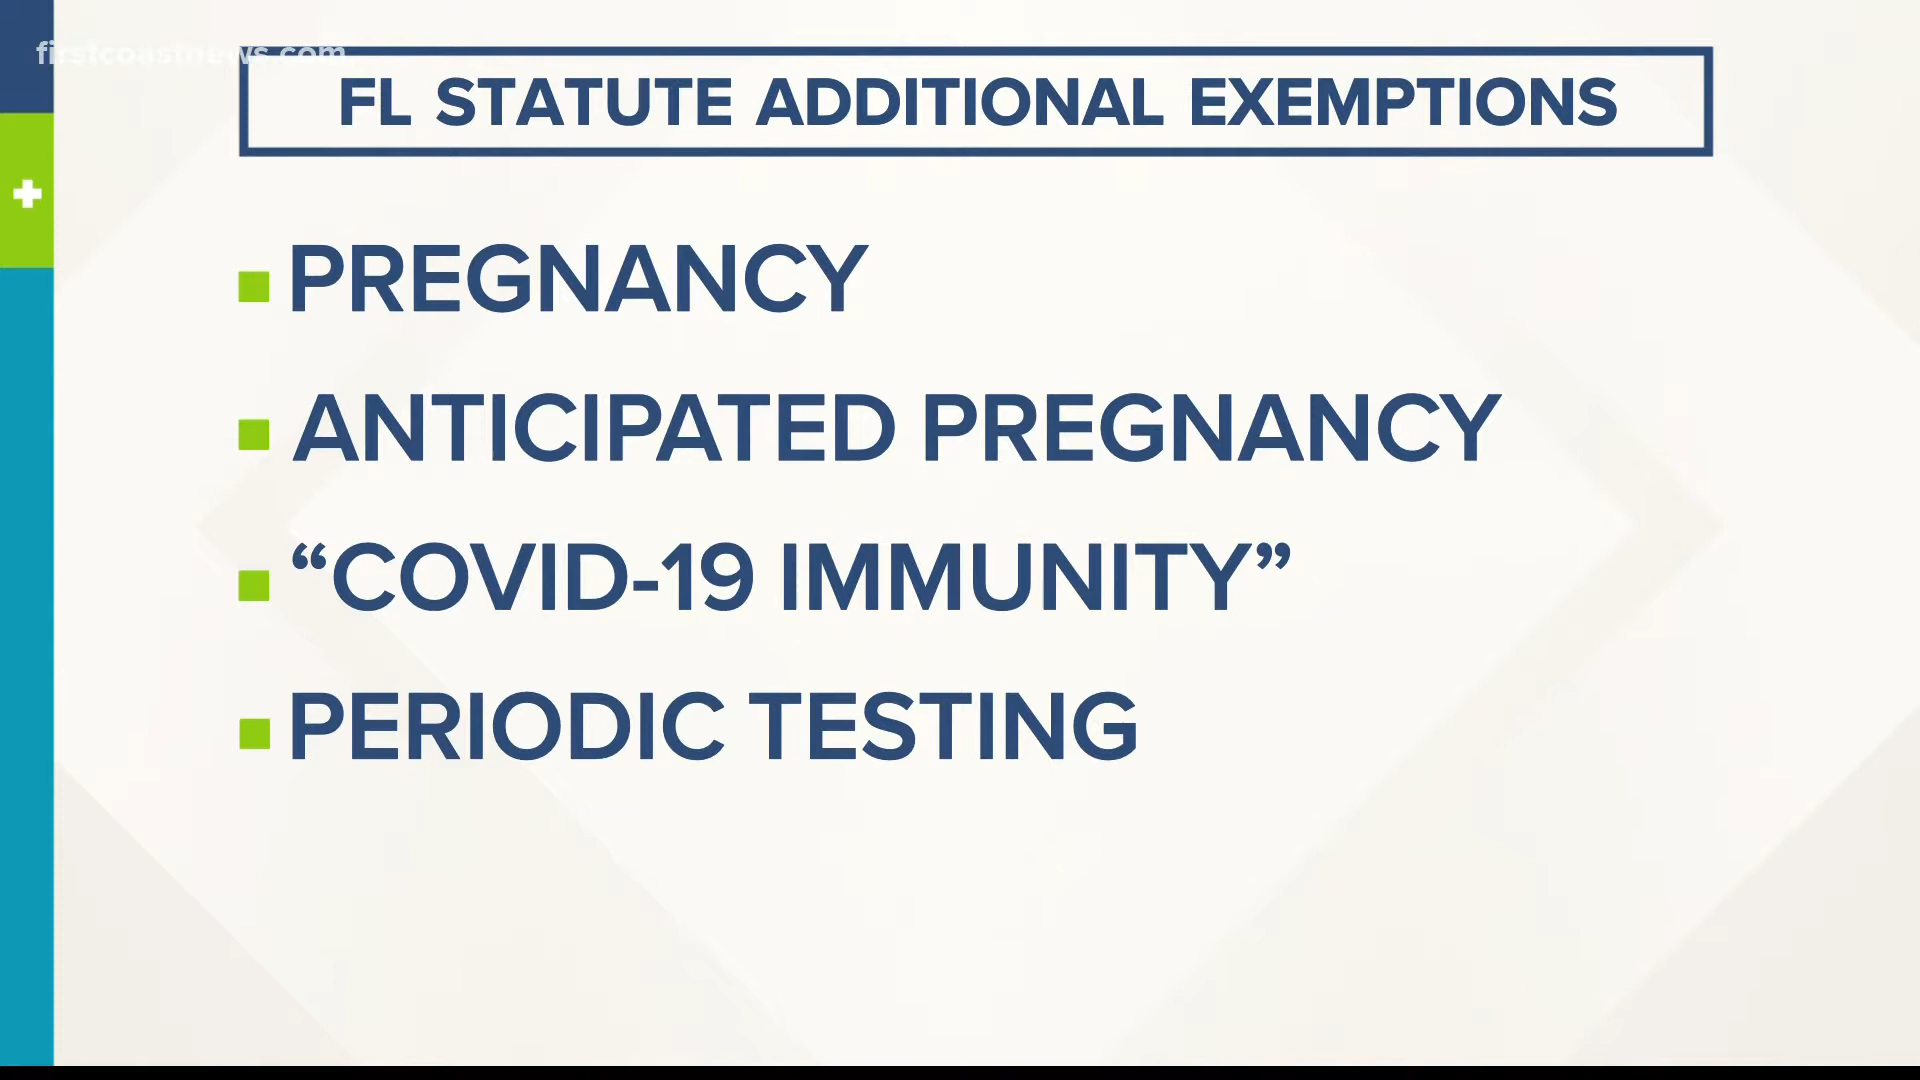 firstcoastnews.com
FL STATUTE ADDITIONAL EXEMPTIONS
PREGNANCY
ANTICIPATED PREGNANCY
“COVID-19 IMMUNITY”
PERIODIC TESTING